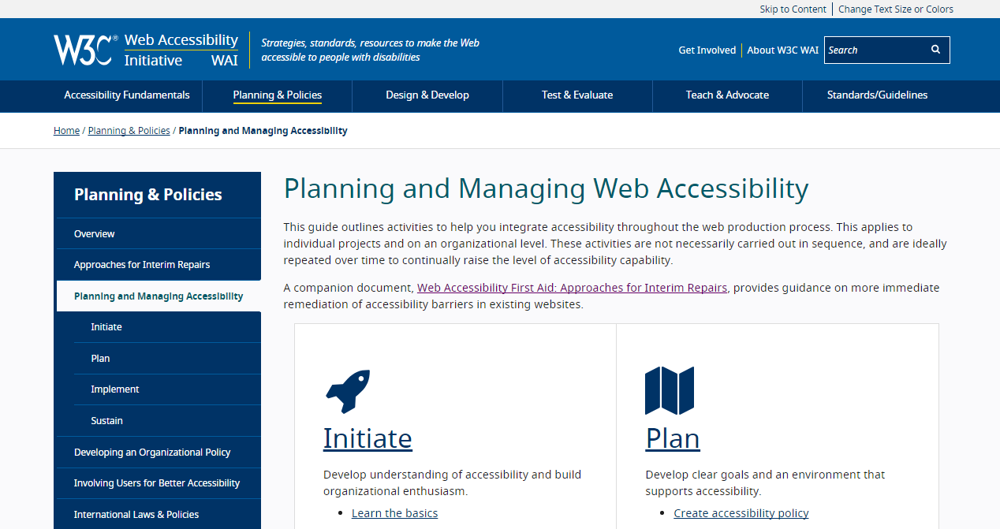 Skip to Content | Change Text Size or Colors
W3C® Web Accessibility Initiative WAI
Strategies, standards, resources to make the Web
accessible to people with disabilities
Get Involved | About W3C WAI
Search
Accessibility Fundamentals
Planning & Policies
Design & Develop
Test & Evaluate
Teach & Advocate
Standards/Guidelines
Home / Planning & Policies / Planning and Managing Accessibility
Planning & Policies
Overview
Approaches for Interim Repairs
Planning and Managing Accessibility
Initiate
Plan
Implement
Sustain
Developing an Organizational Policy
Involving Users for Better Accessibility
International Laws & Policies
Planning and Managing Web Accessibility
This guide outlines activities to help you integrate accessibility throughout the web production process. This applies to
individual projects and on an organizational level. These activities are not necessarily carried out in sequence, and are ideally
repeated over time to continually raise the level of accessibility capability.
A companion document, Web Accessibility First Aid: Approaches for Interim Repairs, provides guidance on more immediate
remediation of accessibility barriers in existing websites.
Initiate
Develop understanding of accessibility and build
organizational enthusiasm.
• Learn the basics
Plan
Develop clear goals and an environment that
supports accessibility.
• Create accessibility policy